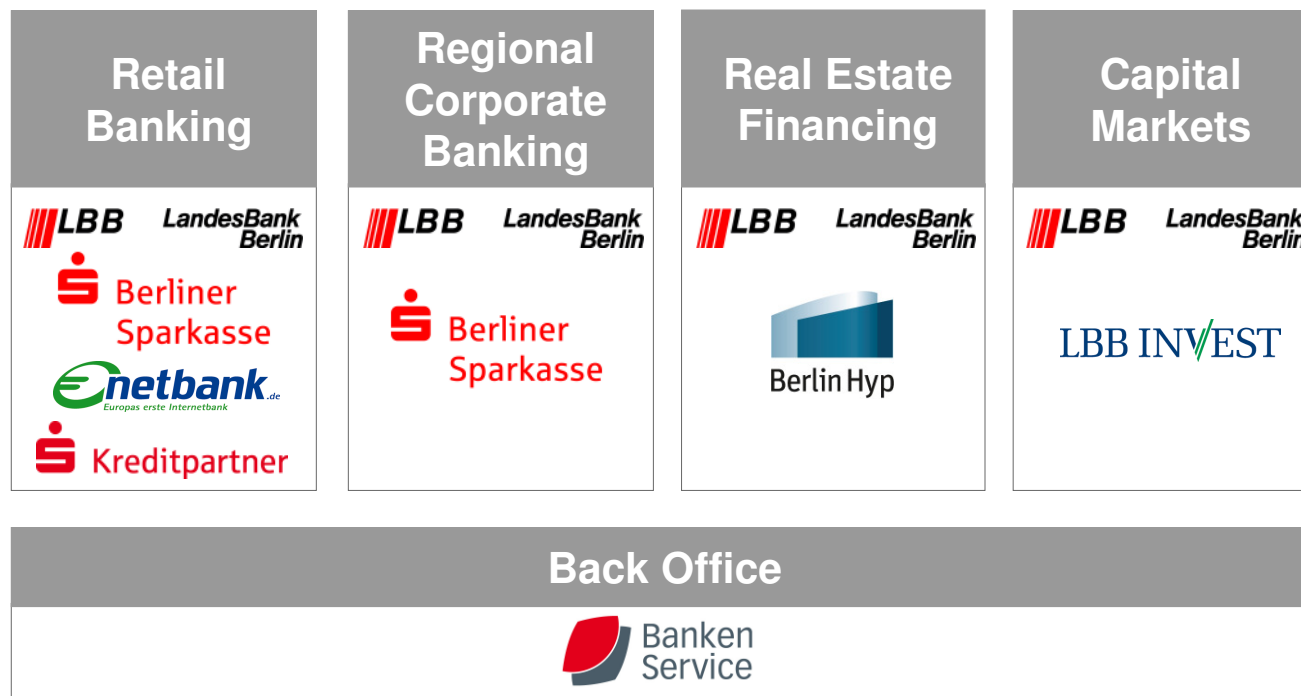 Retail
Banking
LBB LandesBank
Berlin
Berliner
Sparkasse
netbank.de
Europas erste Internetbank
Kreditpartner
Regional
Corporate
Banking
LBB LandesBank
Berlin
Berliner
Sparkasse
Real Estate
Financing
LBB LandesBank
Berlin
Berlin Hyp
Capital
Markets
LBB LandesBank
Berlin
LBB INVEST
Back Office
Banken
Service